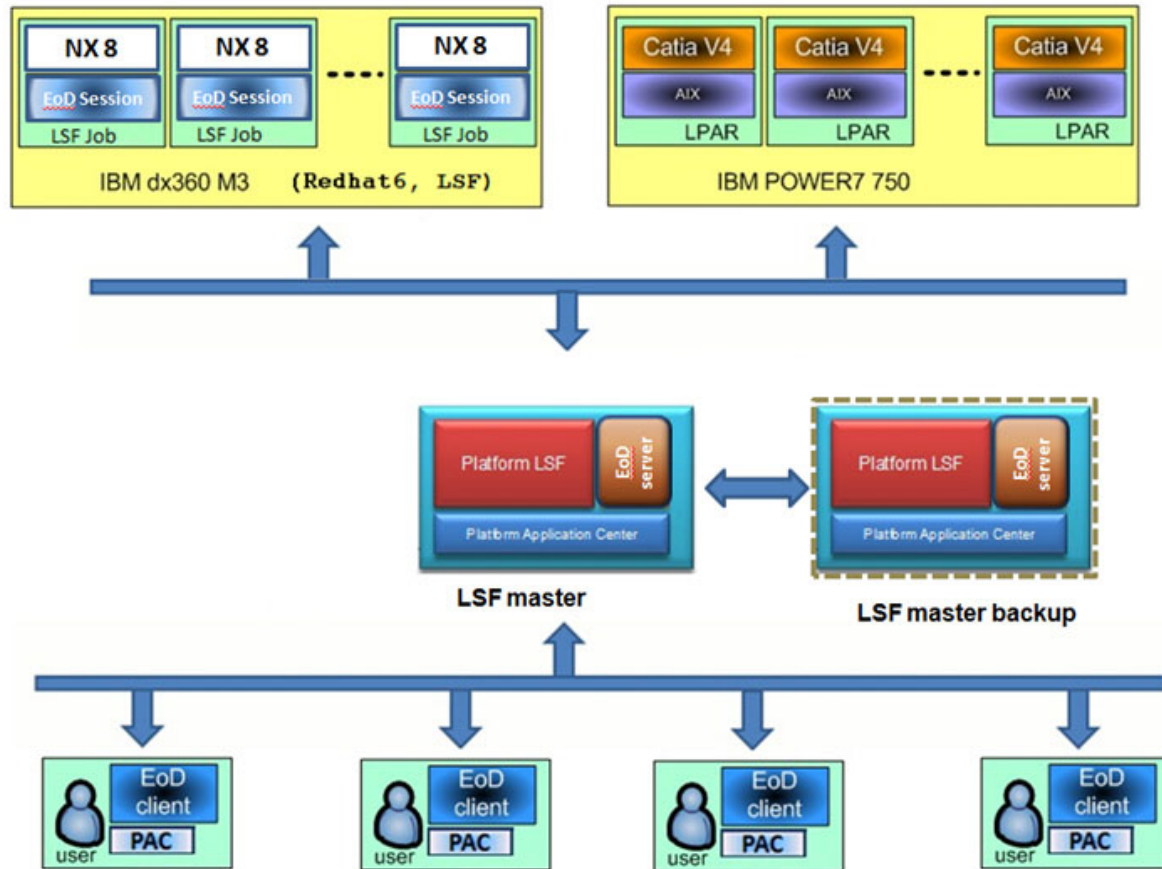 NX 8
NX 8
NX 8
EoD Session
EoD Session
EoD Session
LSF Job
LSF Job
LSF Job
IBM dx360 M3 (Redhat6, LSF)
Catia V4
Catia V4
Catia V4
AIX
AIX
AIX
LPAR
LPAR
LPAR
IBM POWER7 750
Platform LSF
EoD
server
Platform Application Center
LSF master
Platform LSF
EoD
server
Platform Application Center
LSF master backup
EoD
client
PAC
user
EoD
client
PAC
user
EoD
client
PAC
user
EoD
client
PAC
user